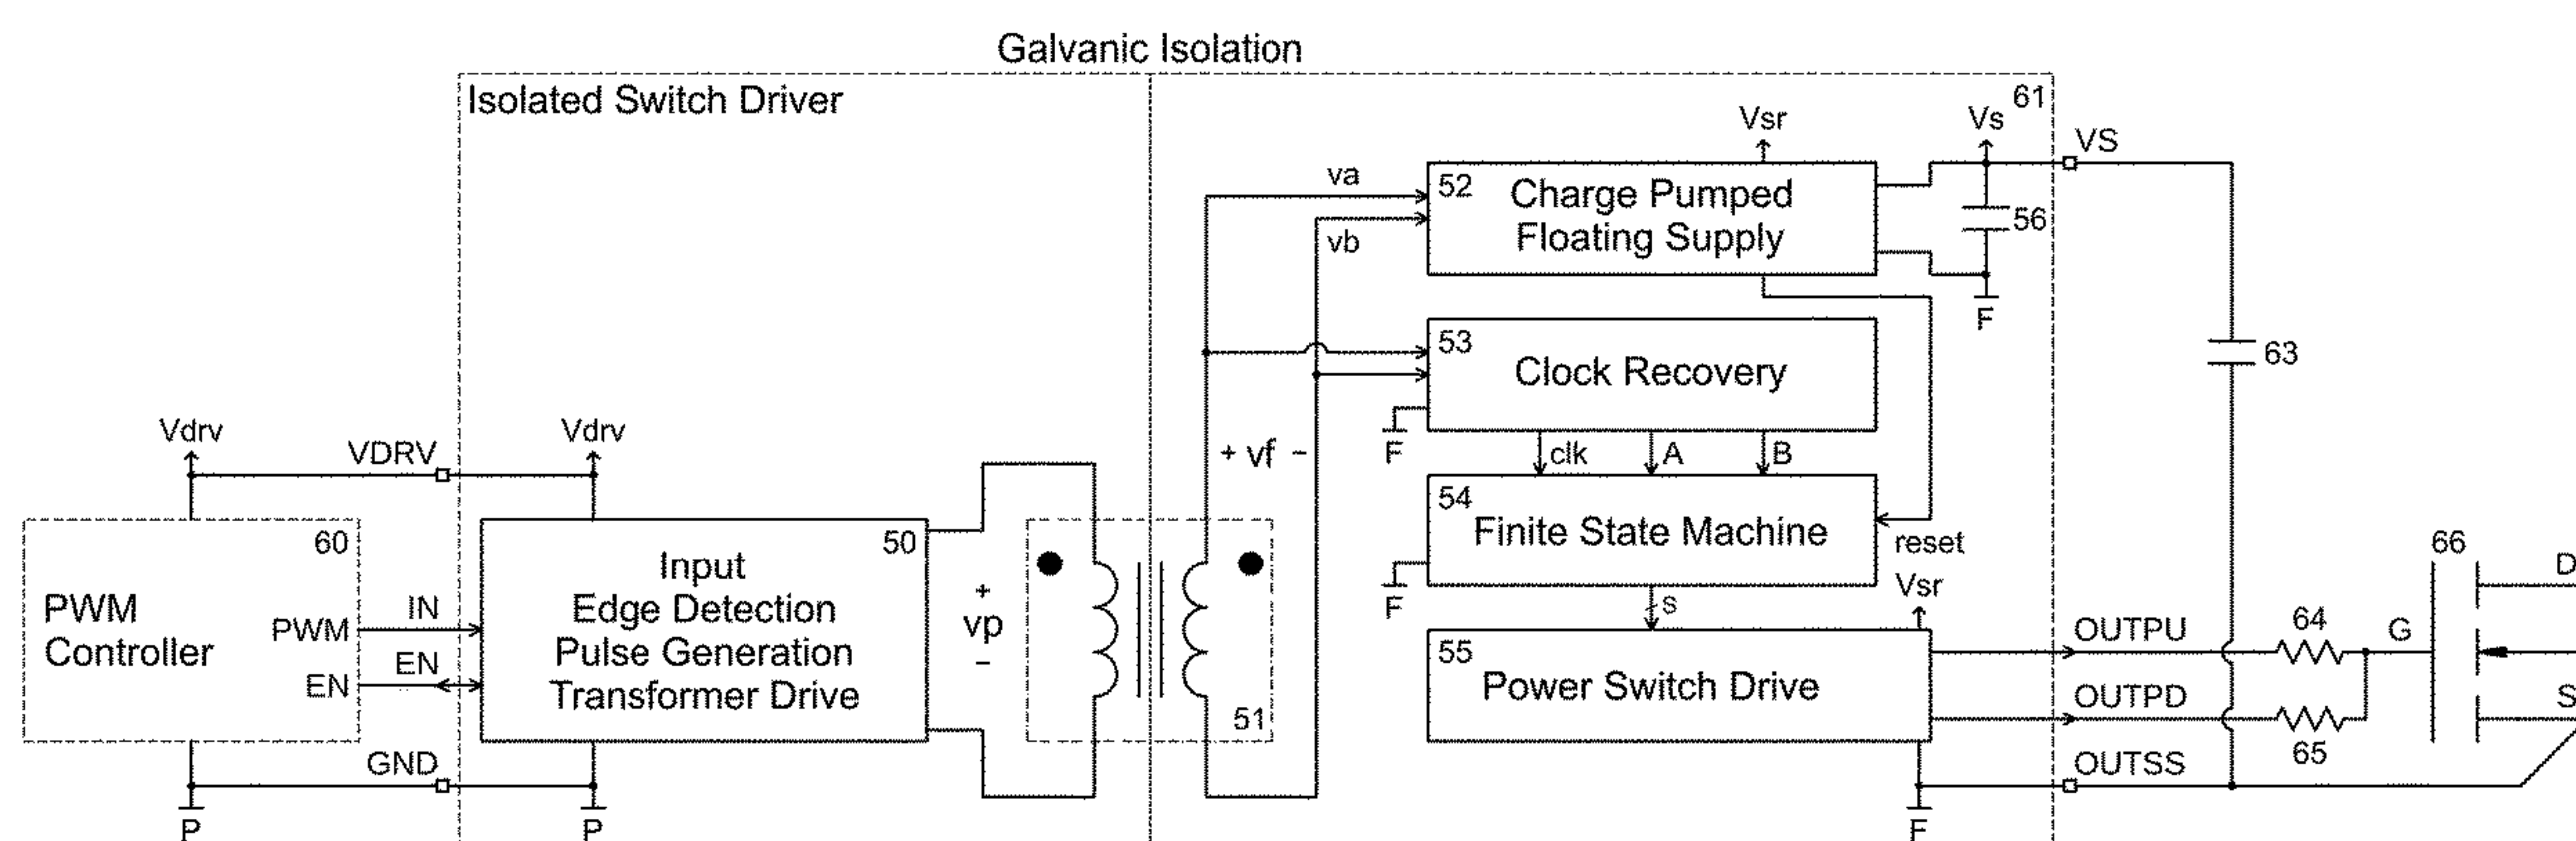 Galvanic Isolation
Isolated Switch Driver
61
Vsr
Vs
VS
va
52
Charge Pumped
Floating Supply
vb
56
F
53
Clock Recovery
63
F
+ vf -
clk
A
B
Vdrv
VDRV
Vdrv
54
Finite State Machine
reset
F
Vsr
s
60
PWM
Controller
PWM
IN
EN
EN
50
Input
Edge Detection
Pulse Generation
Transformer Drive
+
vp
-
51
55
Power Switch Drive
OUTPU
64
G
66
D
OUTPD
65
S
GND
OUTSS
P
P
F